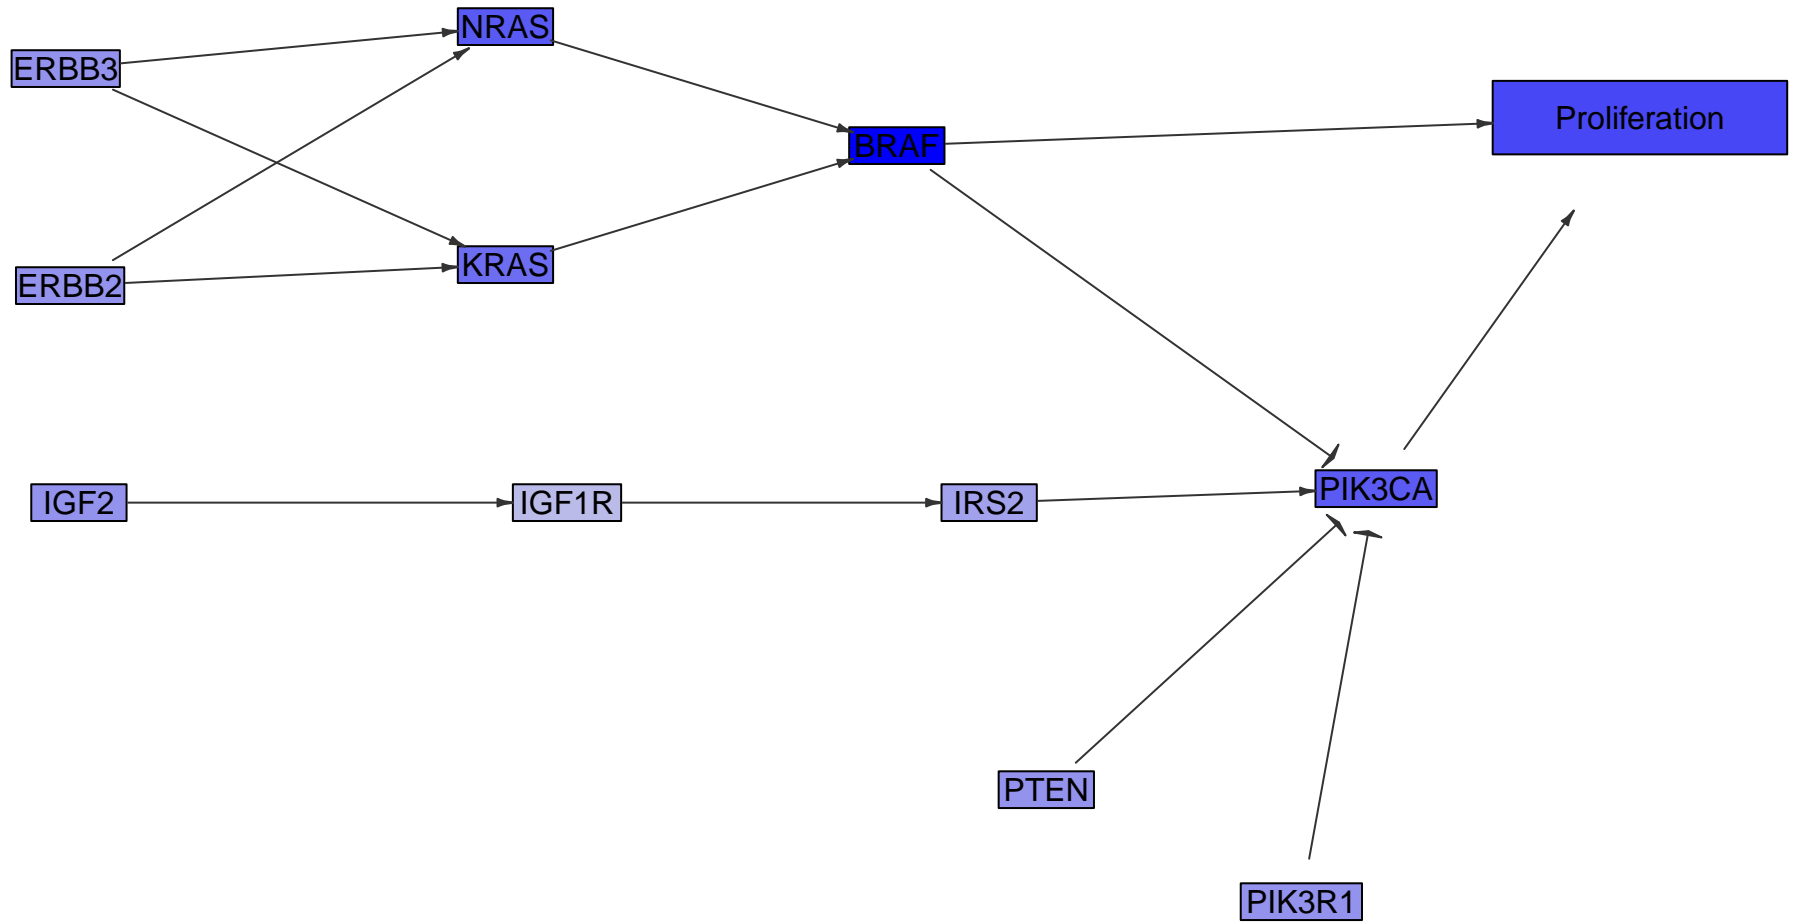 NRAS
ERBB3
Proliferation
BRAF
KRAS
ERBB2
IGF2
IGF1R
IRS2
PIK3CA
PTEN
PIK3R1